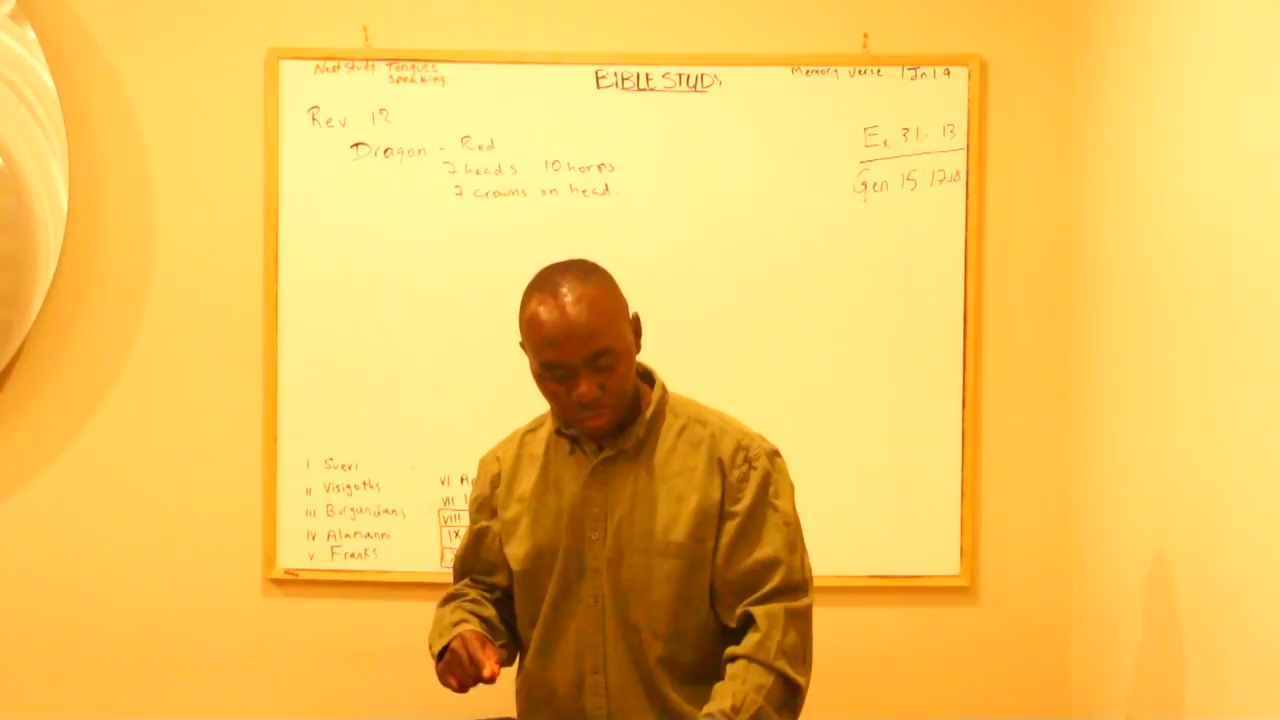 Next Study: Tongues
Speaking.
BIBLE STUDY
Memory Verse 1 Jn 1 9
Rev 12
Dragon - Red
7 heads 10 horns
7 crowns on head.
Ex 31:13
Gen 15:17,18
I Suevi
II Visigoths
III Burgundians
IV Alamanni
V Franks
VI
VII
VIII
IX
X